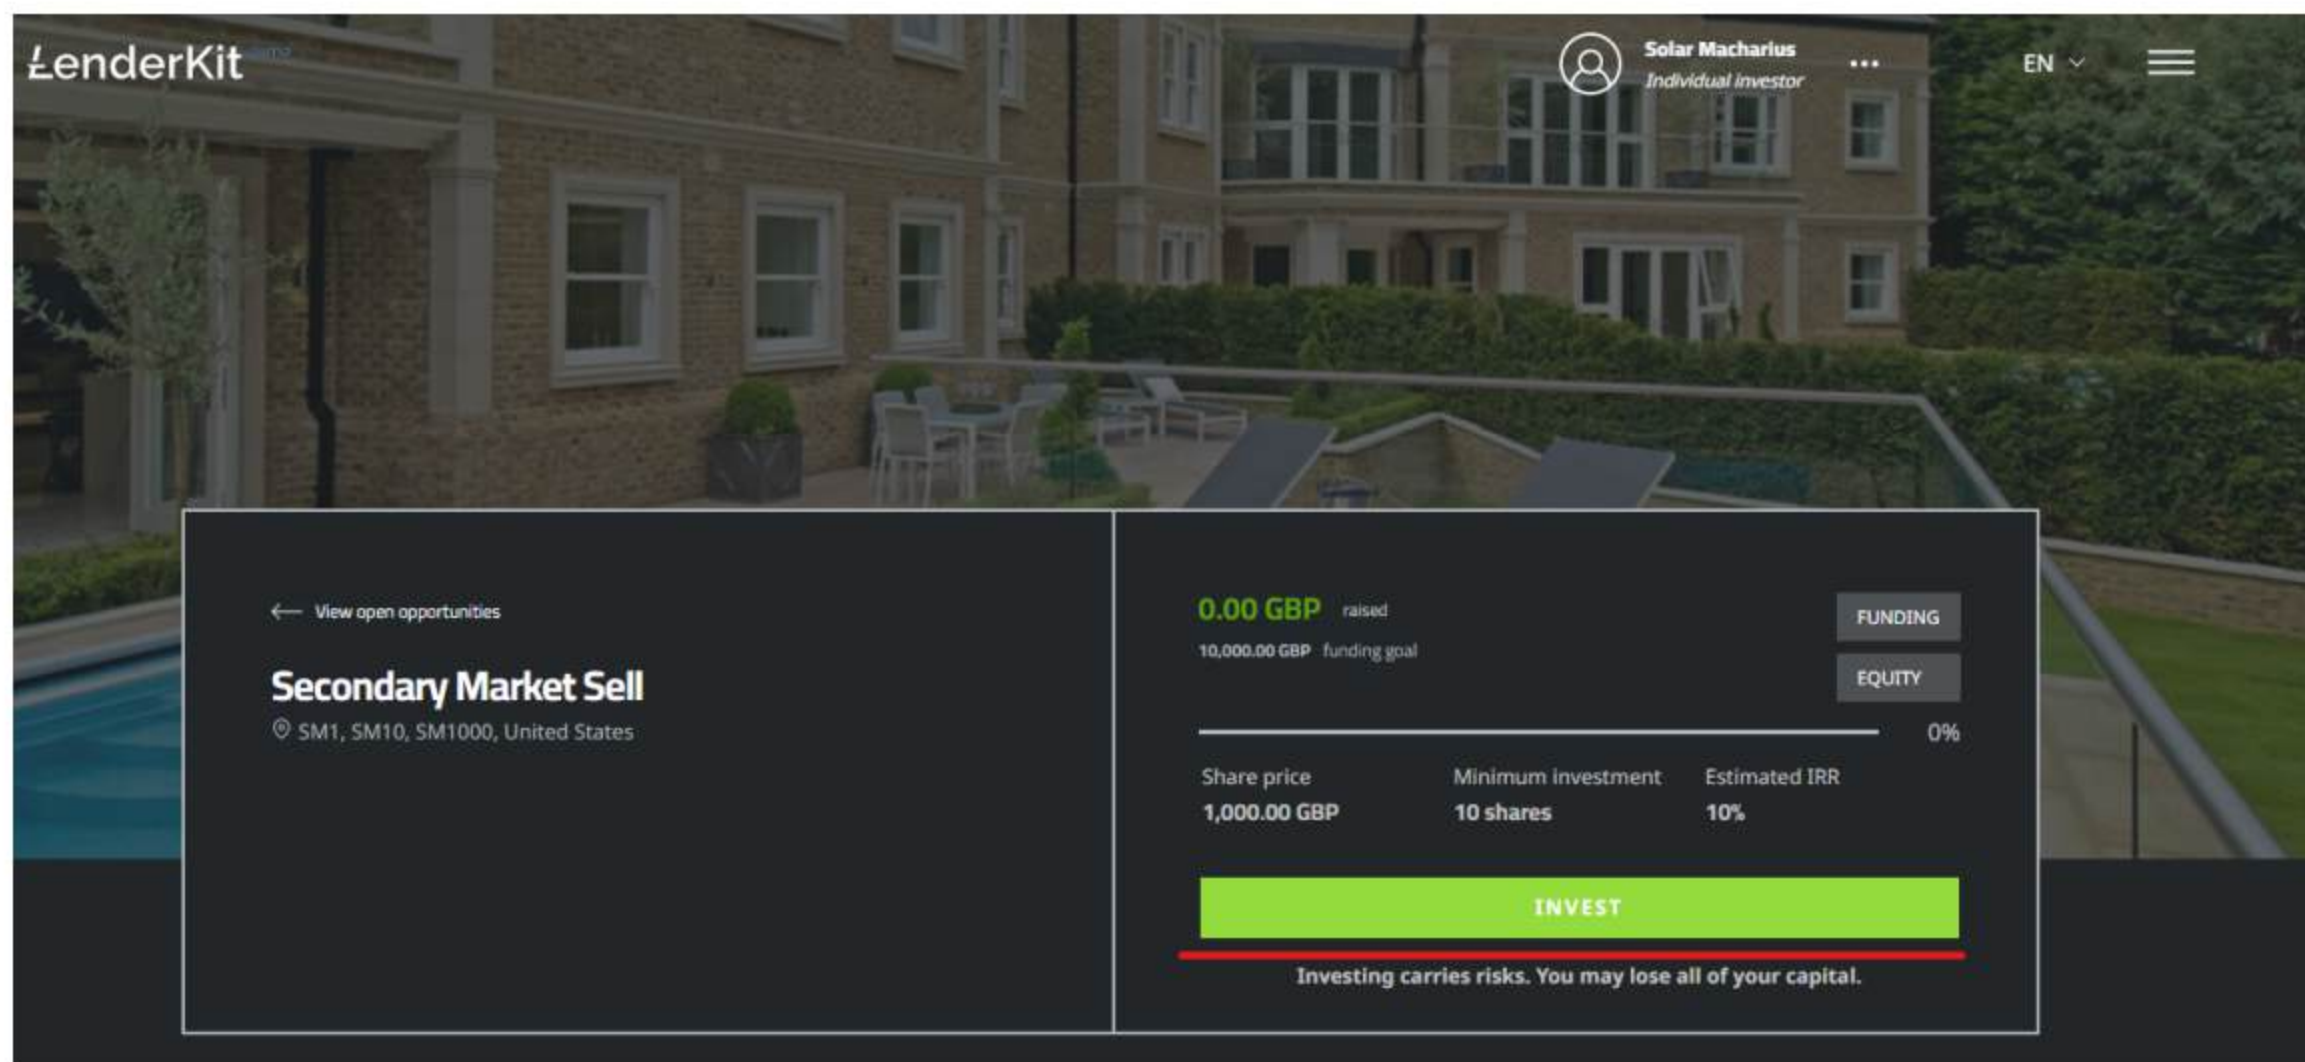 LenderKit
Solar Macharius
Individual investor
EN
View open opportunities
Secondary Market Sell
SM1, SM10, SM1000, United States
0.00 GBP raised
10,000.00 GBP funding goal
FUNDING
EQUITY
0%
Share price
1,000.00 GBP
Minimum investment
10 shares
Estimated IRR
10%
INVEST
Investing carries risks. You may lose all of your capital.